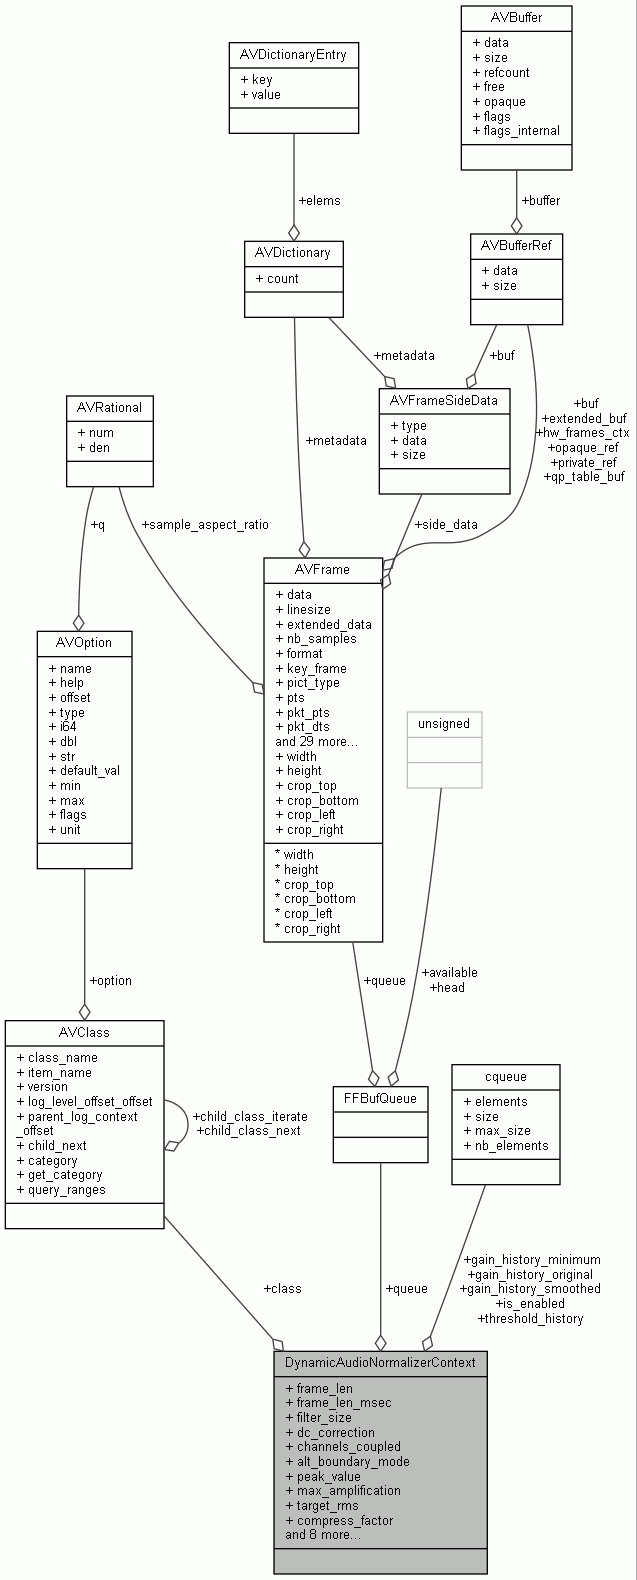 AVBuffer
+ data
+ size
+ refcount
+ free
+ opaque
+ flags
+ flags_internal
AVDictionaryEntry
+ key
+ value
+elems
+buffer
AVDictionary
+ count
AVBufferRef
+ data
+ size
+metadata
+buf
AVFrameSideData
+ type
+ data
+ size
+buf
+extended_buf
+hw_frames_ctx
+opaque_ref
+private_ref
+qp_table_buf
AVRational
+ num
+ den
+metadata
+q
+sample_aspect_ratio
+side_data
AVFrame
+ data
+ linesize
+ extended_data
+ nb_samples
+ format
+ key_frame
+ pict_type
+ pts
+ pkt_pts
+ pkt_dts
and 29 more...
+ width
+ height
+ crop_top
+ crop_bottom
+ crop_left
+ crop_right
* width
* height
* crop_top
* crop_bottom
* crop_left
* crop_right
AVOption
+ name
+ help
+ offset
+ type
+ i64
+ dbl
+ str
+ default_val
+ min
+ max
+ flags
+ unit
unsigned
+option
+queue
+available
+head
AVClass
+ class_name
+ item_name
+ version
+ log_level_offset_offset
+ parent_log_context
_offset
+ child_next
+ category
+ get_category
+ query_ranges
+child_class_iterate
+child_class_next
FFBufQueue
cqueue
+ elements
+ size
+ max_size
+ nb_elements
+class
+queue
+gain_history_minimum
+gain_history_original
+gain_history_smoothed
+is_enabled
+threshold_history
DynamicAudioNormalizerContext
+ frame_len
+ frame_len_msec
+ filter_size
+ dc_correction
+ channels_coupled
+ alt_boundary_mode
+ peak_value
+ max_amplification
+ target_rms
+ compress_factor
and 8 more...